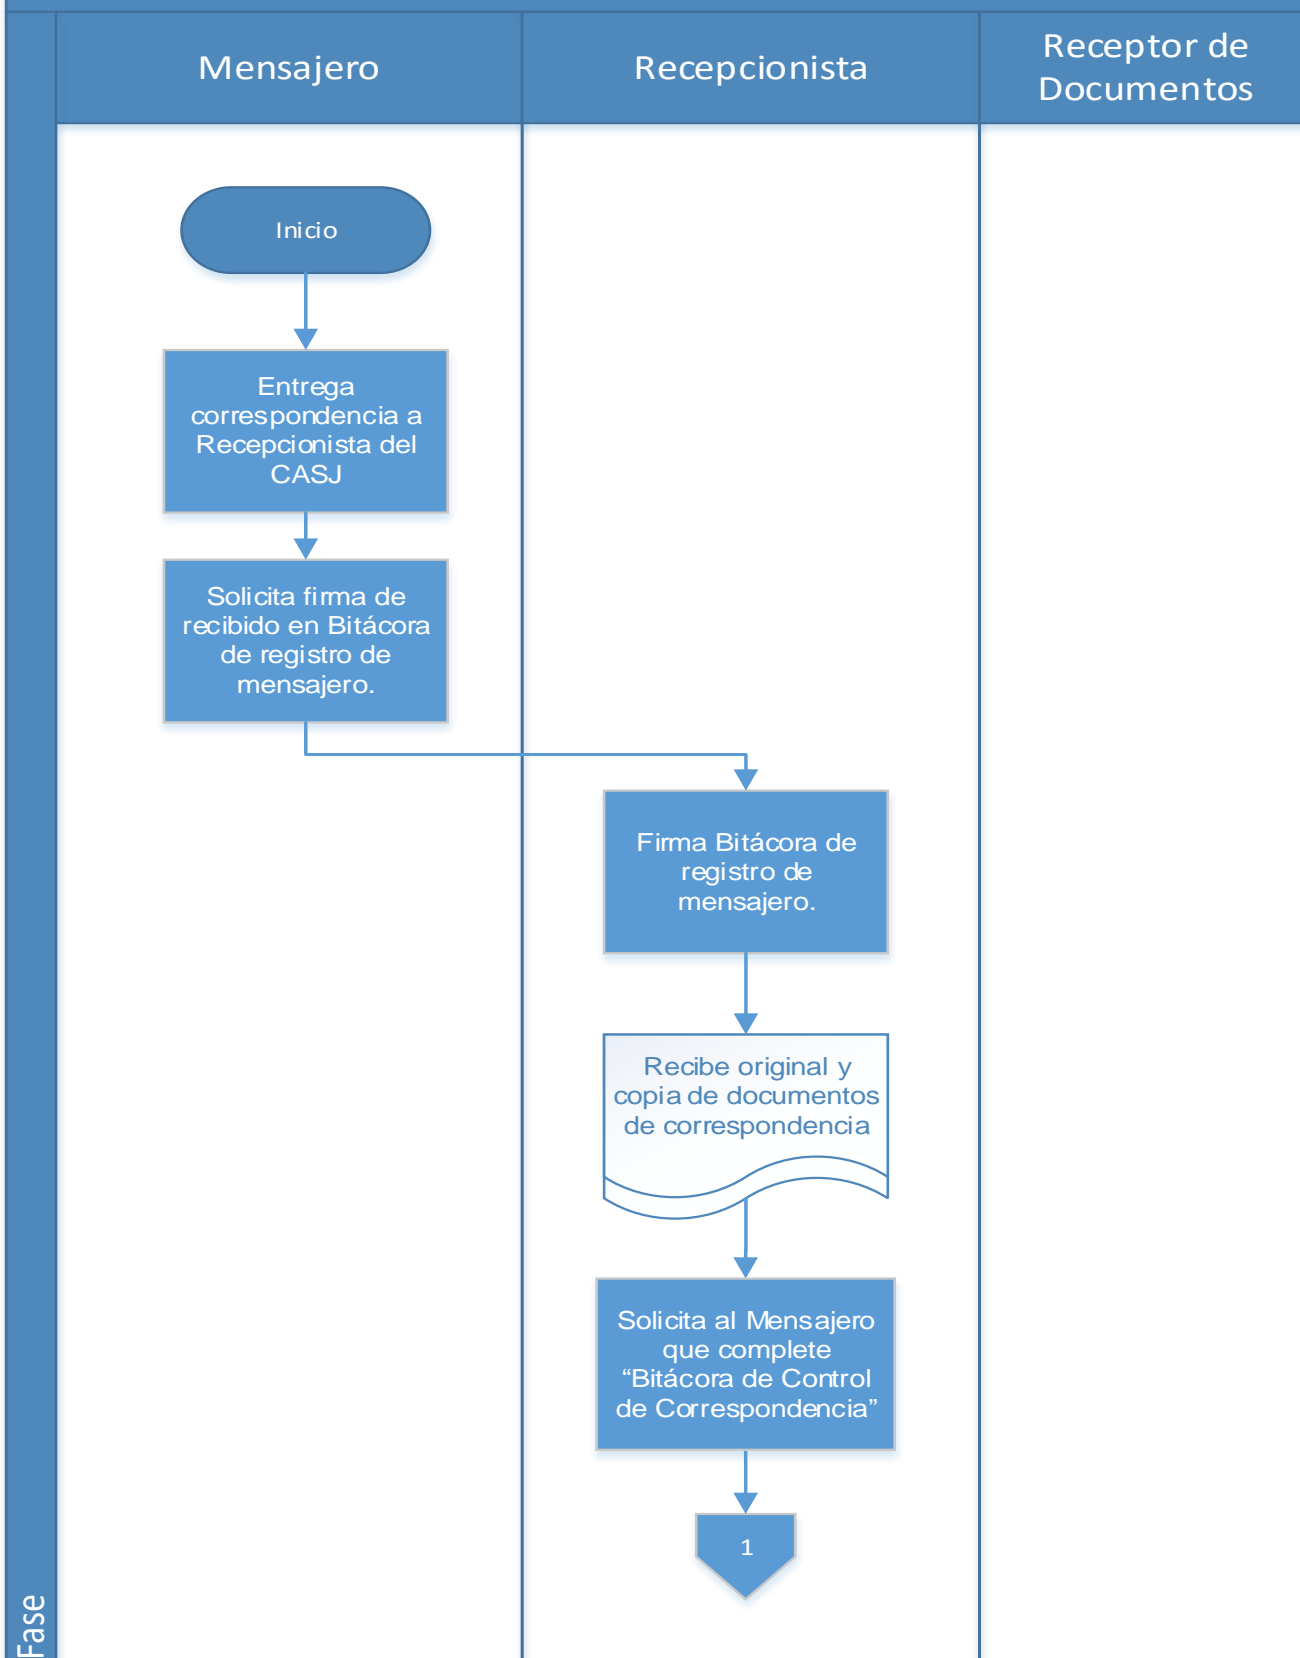 Mensajero
Recepcionista
Receptor de
Documentos
Inicio
Entrega
correspondencia a
Recepcionista del
CASJ
Solicita firma de
recibido en Bitácora
de registro de
mensajero.
Firma Bitácora de
registro de
mensajero.
Recibe original y
copia de documentos
de correspondencia
Solicita al Mensajero
que complete
“Bitácora de Control
de Correspondencia”
1
Fase